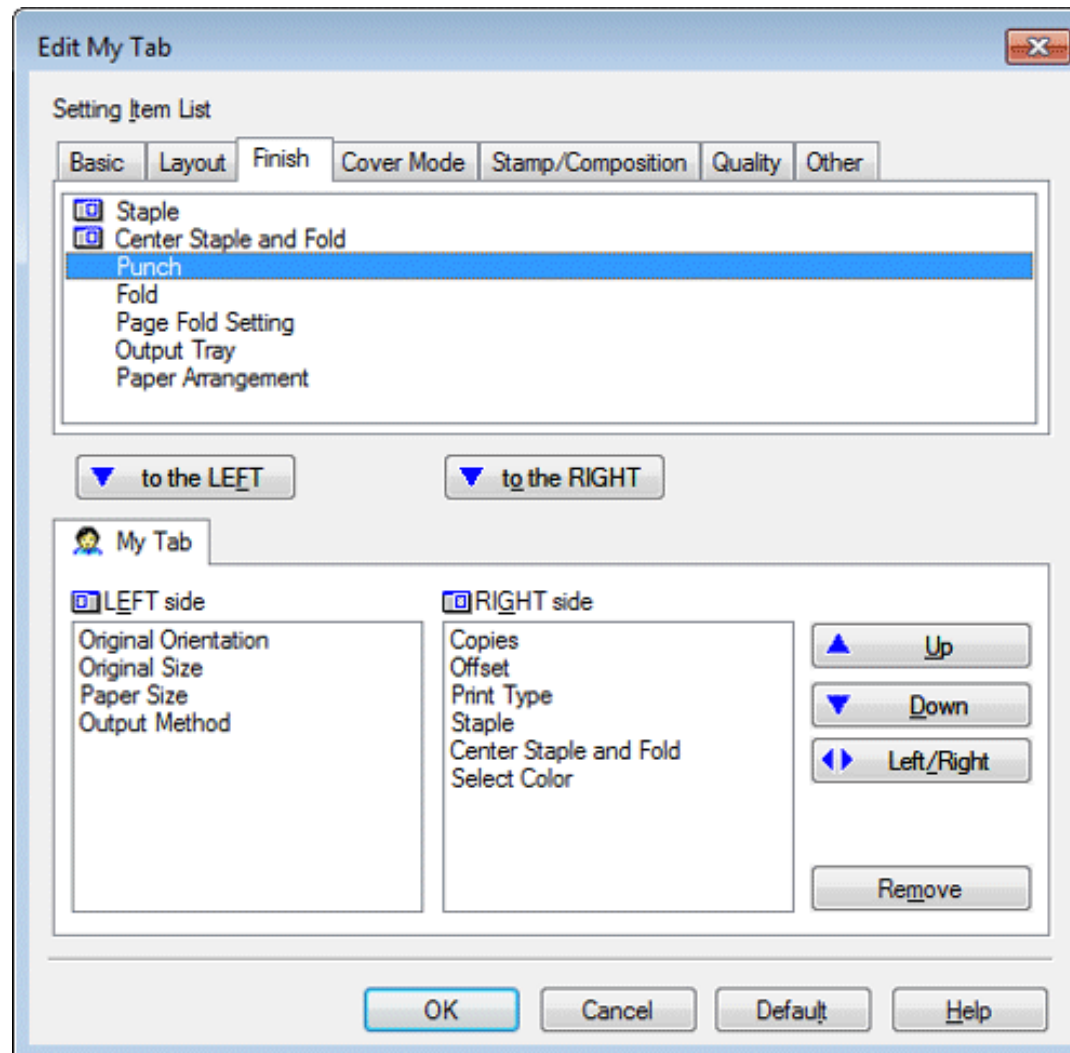 Edit My Tab
Setting Item List
Basic Layout Finish Cover Mode Stamp/Composition Quality Other
Staple
Center Staple and Fold
Punch
Fold
Page Fold Setting
Output Tray
Paper Arrangement
to the LEFT to the RIGHT
My Tab
LEFT side
Original Orientation
Original Size
Paper Size
Output Method
RIGHT side
Copies
Offset
Print Type
Staple
Center Staple and Fold
Select Color
Up
Down
Left/Right
Remove
OK Cancel Default Help